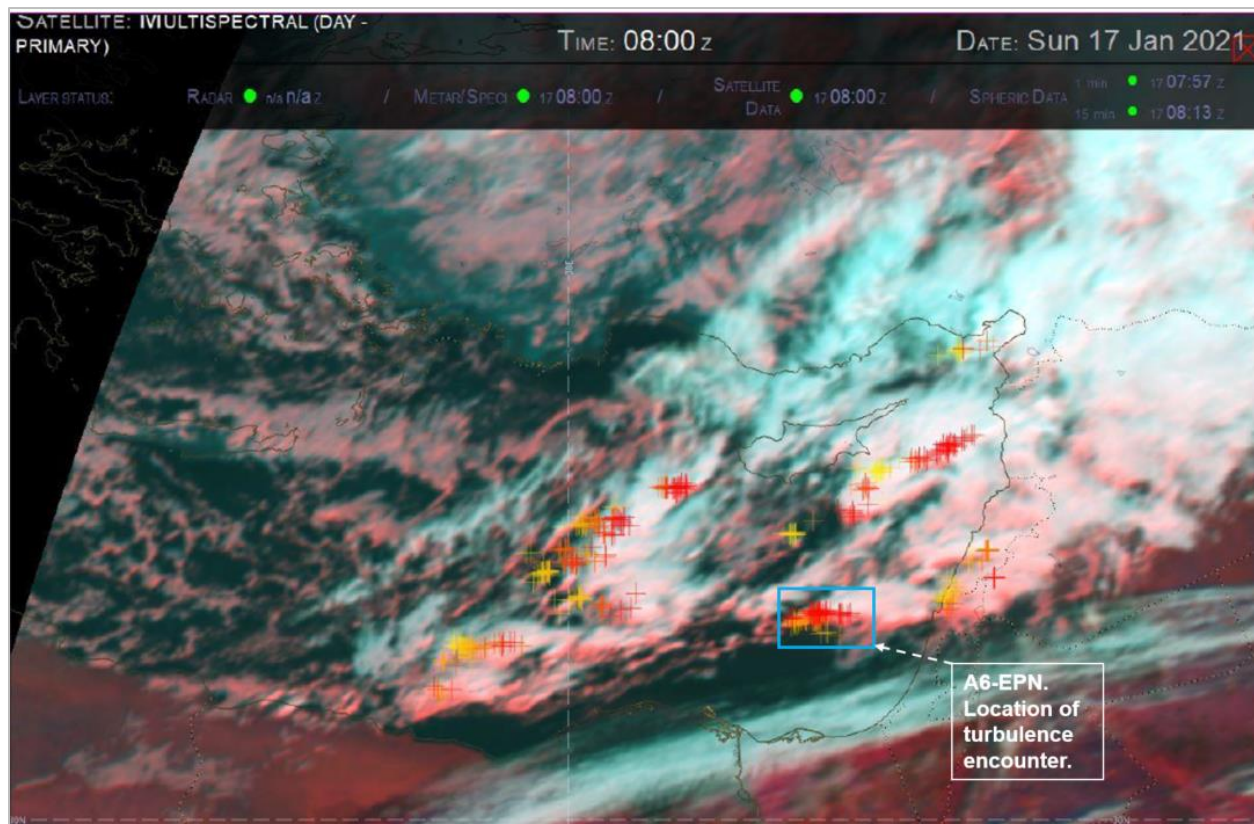 SATELLITE: MULTISPECTRAL (DAY -
PRIMARY)
TIME: 08:00 Z
DATE: Sun 17 Jan 2021
LAYER STATUS:
RADAR n/a n/a Z
/ METAR/SPECI 17 08:00 Z
/ SATELLITE
DATA 17 08:00 Z
/ SPHERIC DATA
1 min 17 07:57 Z
15 min 17 08:13 Z
A6-EPN.
Location of
turbulence
encounter.